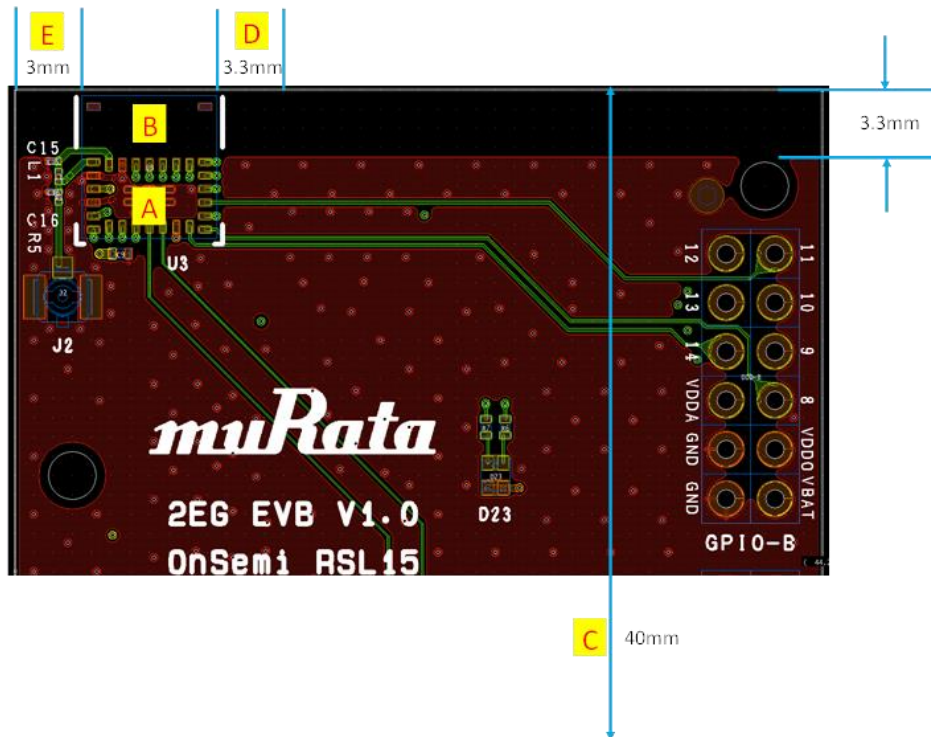 E
D
3mm
3.3mm
B
3.3mm
C15
L1
A
C16
R5
U3
12
11
13
10
J2
14
9
VDDA
8
muRata
GND
VDDO
GND
VBAT
2EG EVB V1.0
D23
GPIO-B
OnSemi RSL15
C
40mm